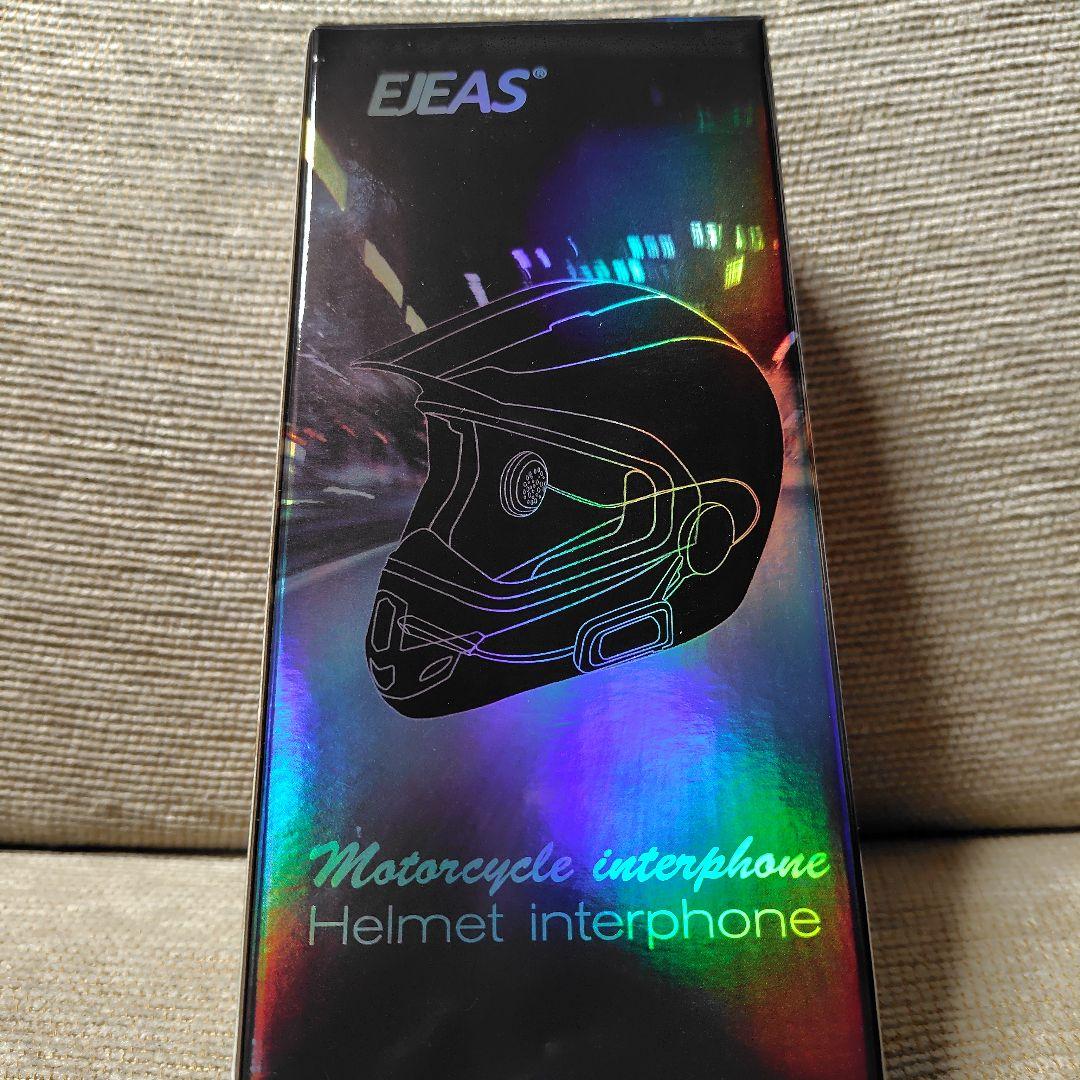 EJEAS®
Motorcycle interphone
Helmet interphone